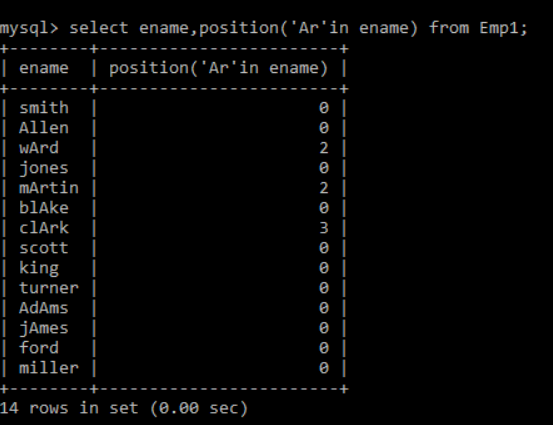 mysql> select ename,position('Ar'in ename) from Emp1;
+--------+------------------------+
| ename  | position('Ar'in ename) |
+--------+------------------------+
| smith  |                      0 |
| Allen  |                      0 |
| wArd   |                      2 |
| jones  |                      0 |
| mArtin |                      2 |
| blAke  |                      0 |
| clArk  |                      3 |
| scott  |                      0 |
| king   |                      0 |
| turner |                      0 |
| AdAms  |                      0 |
| jAmes  |                      0 |
| ford   |                      0 |
| miller |                      0 |
+--------+------------------------+
14 rows in set (0.00 sec)